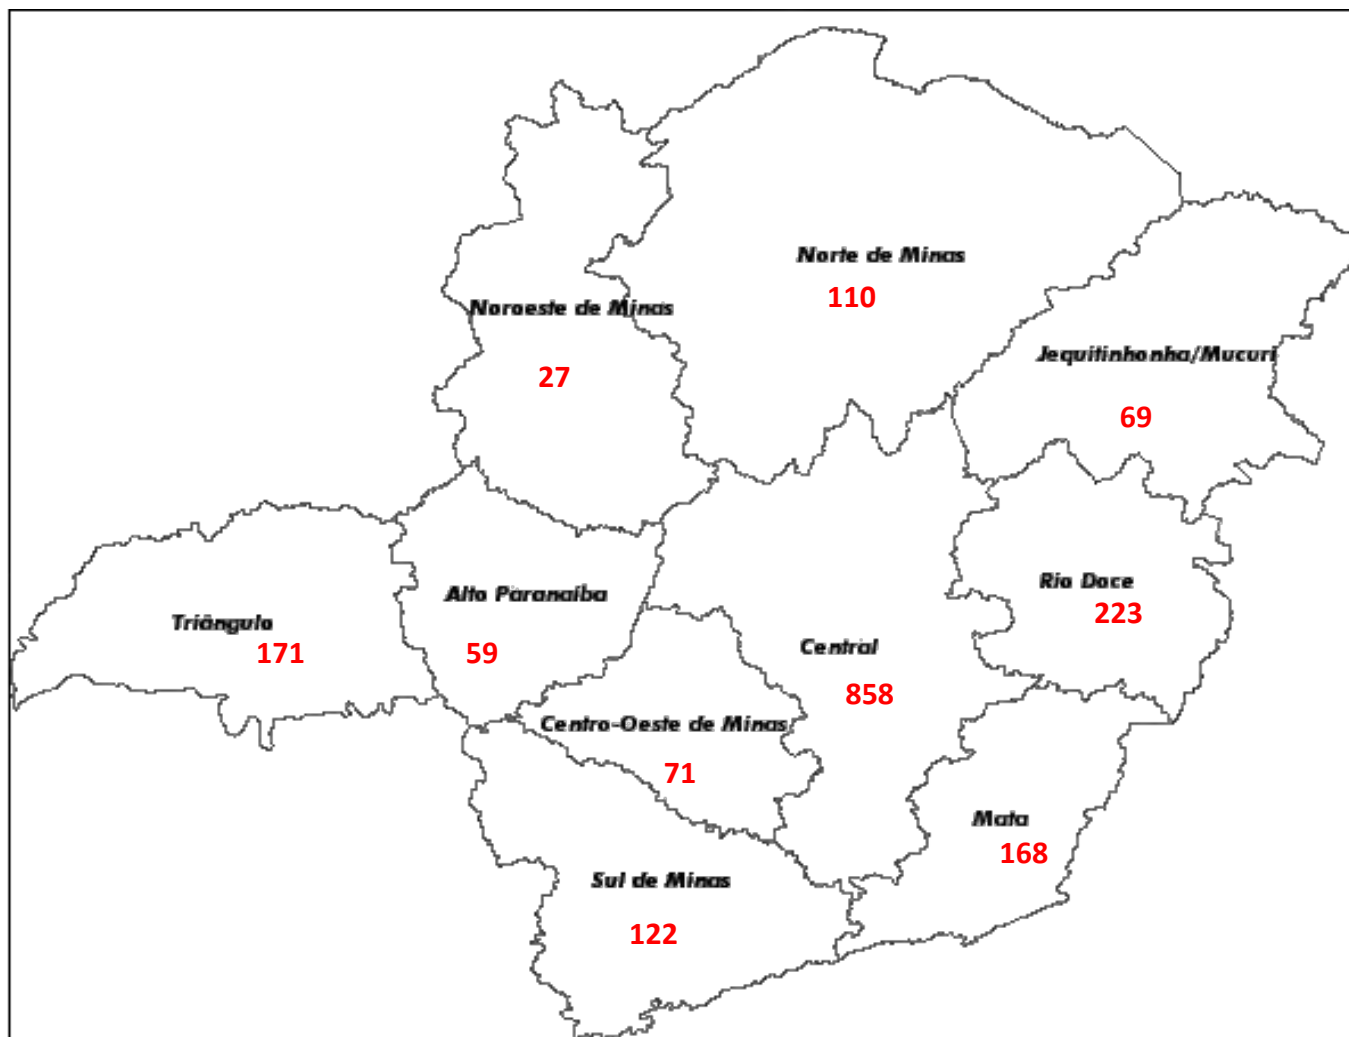 Norte de Minas
110
Noroeste de Minas
27
Jequitinhonha/Mucuri
69
Rio Doce
223
Alto Paranaíba
59
Triângulo
171
Central
858
Centro-Oeste de Minas
71
Mata
168
Sul de Minas
122